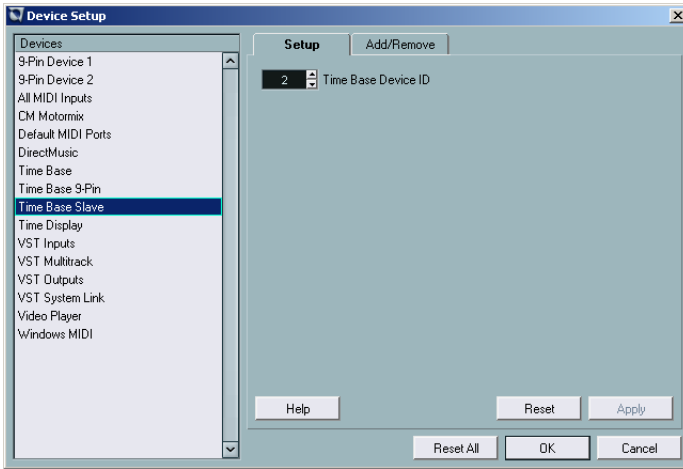 Device Setup
Devices
Setup
Add/Remove
9-Pin Device 1
9-Pin Device 2
All MIDI Inputs
CM Motormix
Default MIDI Ports
DirectMusic
Time Base
Time Base 9-Pin
Time Base Slave
Time Display
VST Inputs
VST Multitrack
VST Outputs
VST System Link
Video Player
Windows MIDI
2 Time Base Device ID
Help
Reset
Apply
Reset All
OK
Cancel